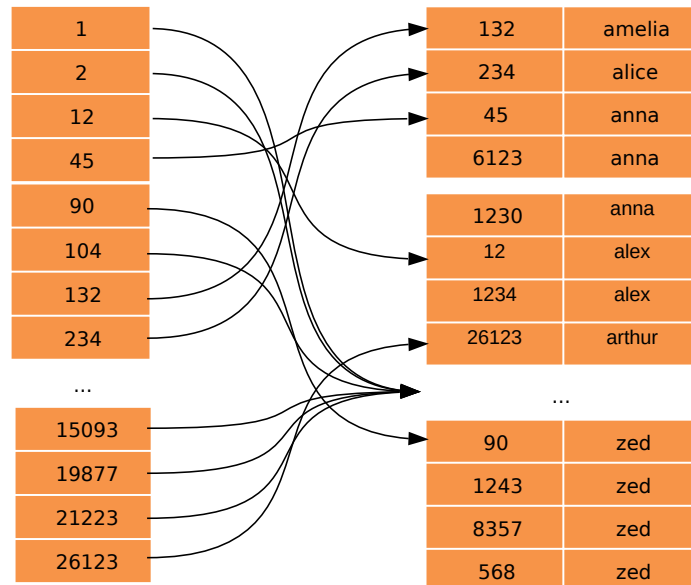 1
2
12
45
90
104
132
234
...
15093
19877
21223
26123
132 amelia
234 alice
45 anna
6123 anna
1230 anna
12 alex
1234 alex
26123 arthur
...
90 zed
1243 zed
8357 zed
568 zed